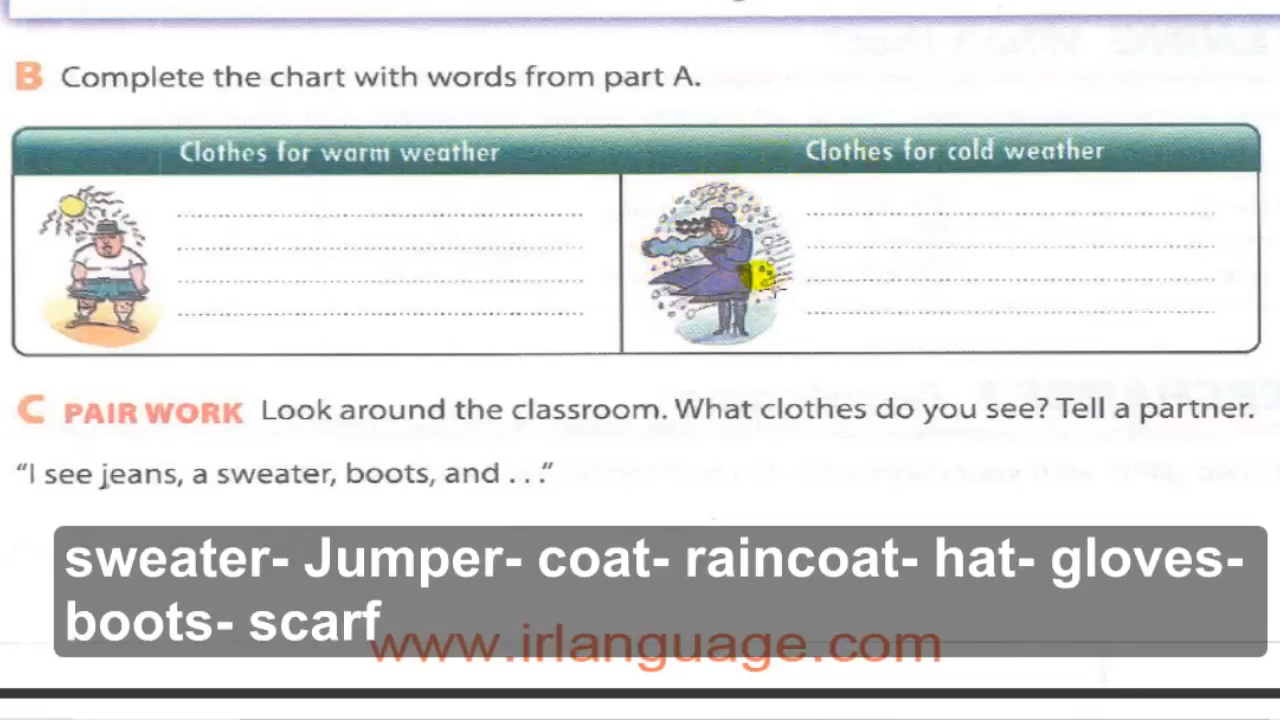 B Complete the chart with words from part A.
Clothes for warm weather
Clothes for cold weather
C PAIR WORK Look around the classroom. What clothes do you see? Tell a partner.
“I see jeans, a sweater, boots, and . . .”
sweater- Jumper- coat- raincoat- hat- gloves-
boots- scarf
www.irlanguage.com